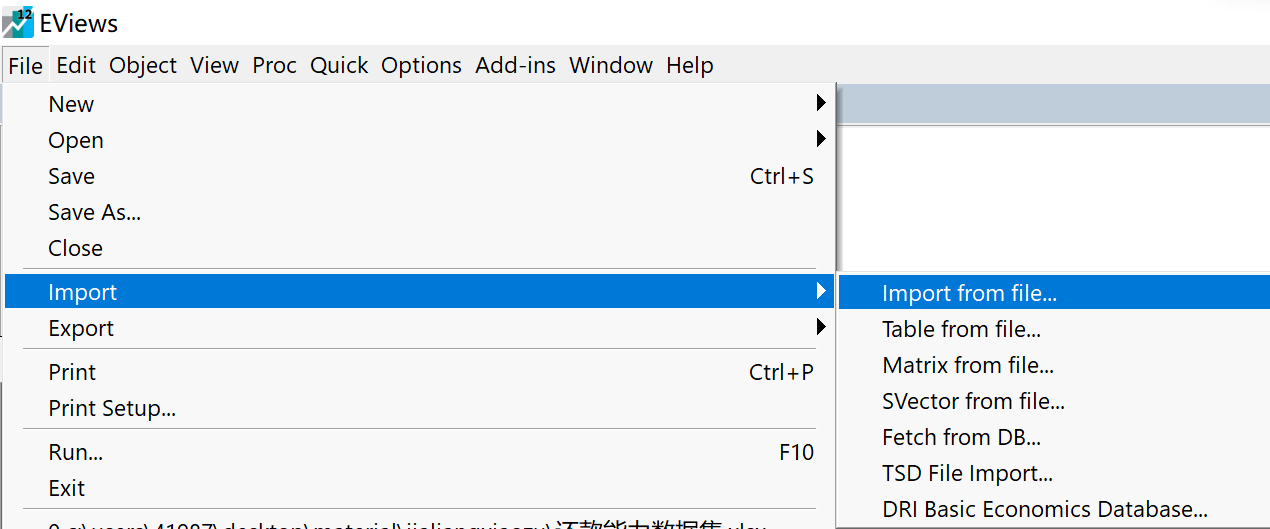 12
EViews
File Edit Object View Proc Quick Options Add-ins Window Help
New
Open
Save Ctrl+S
Save As...
Close
Import
Export
Print Ctrl+P
Print Setup...
Run... F10
Exit
Import from file...
Table from file...
Matrix from file...
SVector from file...
Fetch from DB...
TSD File Import...
DRI Basic Economics Database...